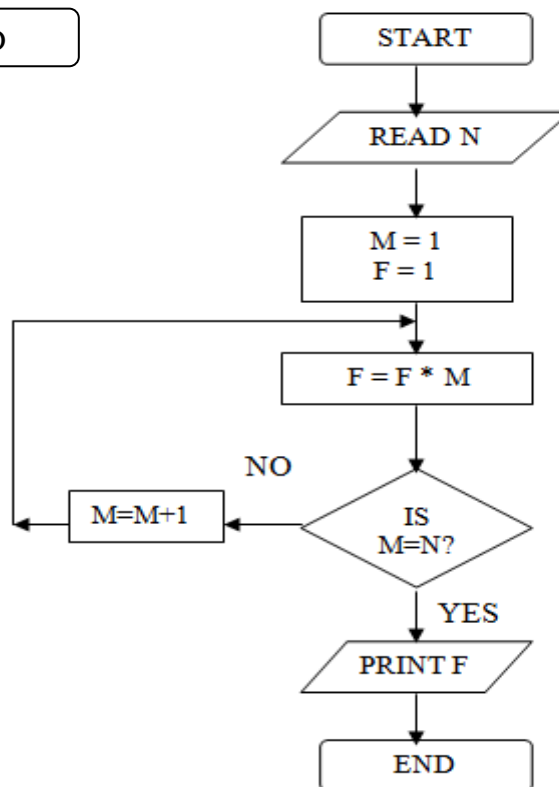 START
READ N
M = 1
F = 1
F = F * M
NO
M=M+1
IS
M=N?
YES
PRINT F
END